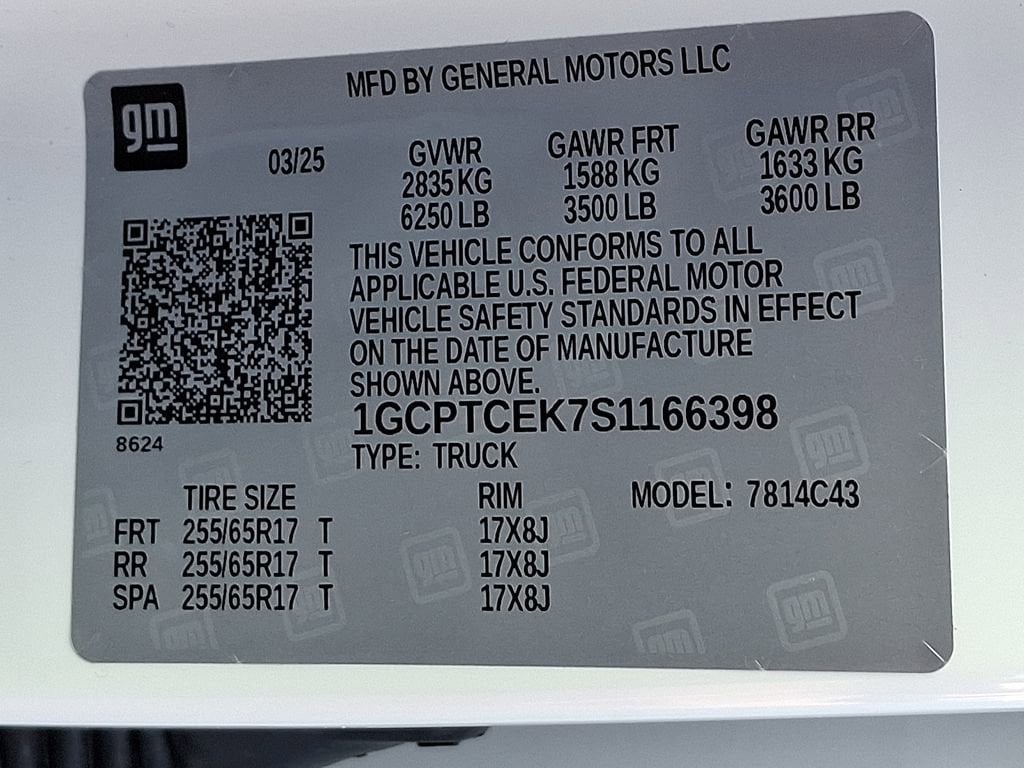 gm
MFD BY GENERAL MOTORS LLC
03/25 GVWR GAWR FRT GAWR RR
2835 KG 1588 KG 1633 KG
6250 LB 3500 LB 3600 LB
THIS VEHICLE CONFORMS TO ALL
APPLICABLE U.S. FEDERAL MOTOR
VEHICLE SAFETY STANDARDS IN EFFECT
ON THE DATE OF MANUFACTURE
SHOWN ABOVE.
1GCPTCEK7S1166398
8624
TYPE: TRUCK
TIRE SIZE RIM MODEL: 7814C43
FRT 255/65R17 T 17X8J
RR 255/65R17 T 17X8J
SPA 255/65R17 T 17X8J